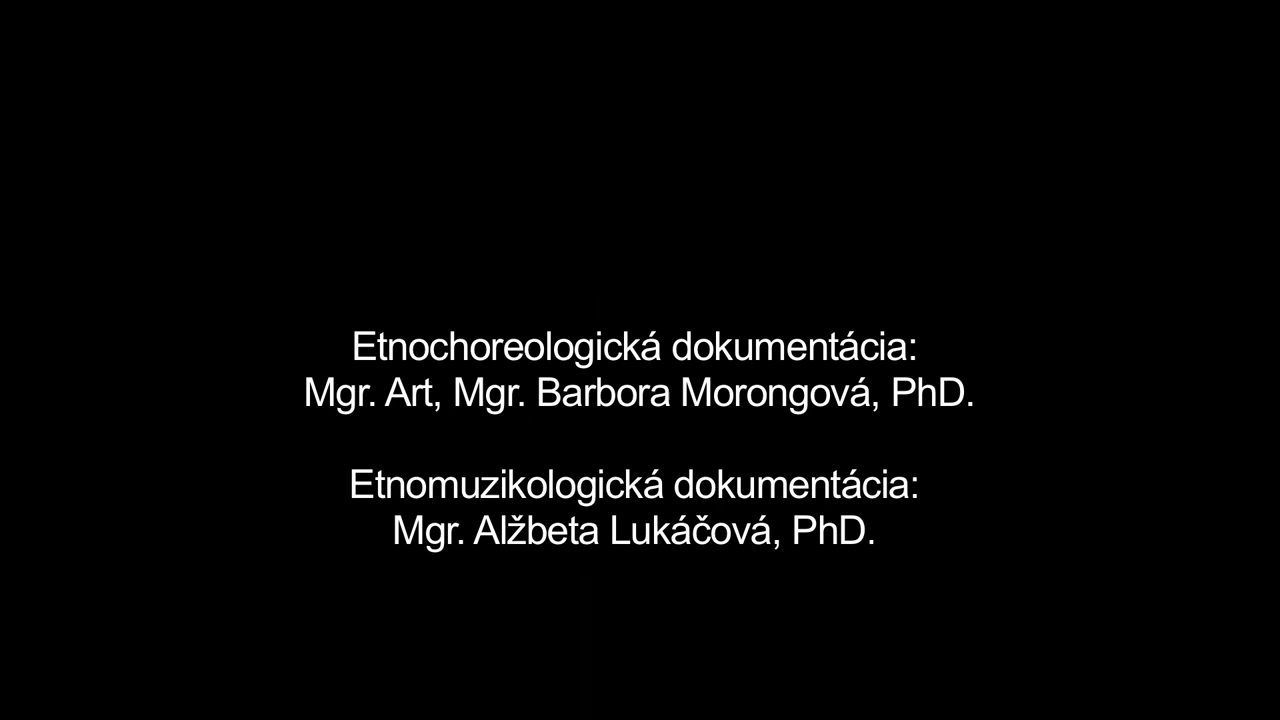 Etnochoreologická dokumentácia:
Mgr. Art, Mgr. Barbora Morongová, PhD.
Etnomuzikologická dokumentácia:
Mgr. Alžbeta Lukáčová, PhD.